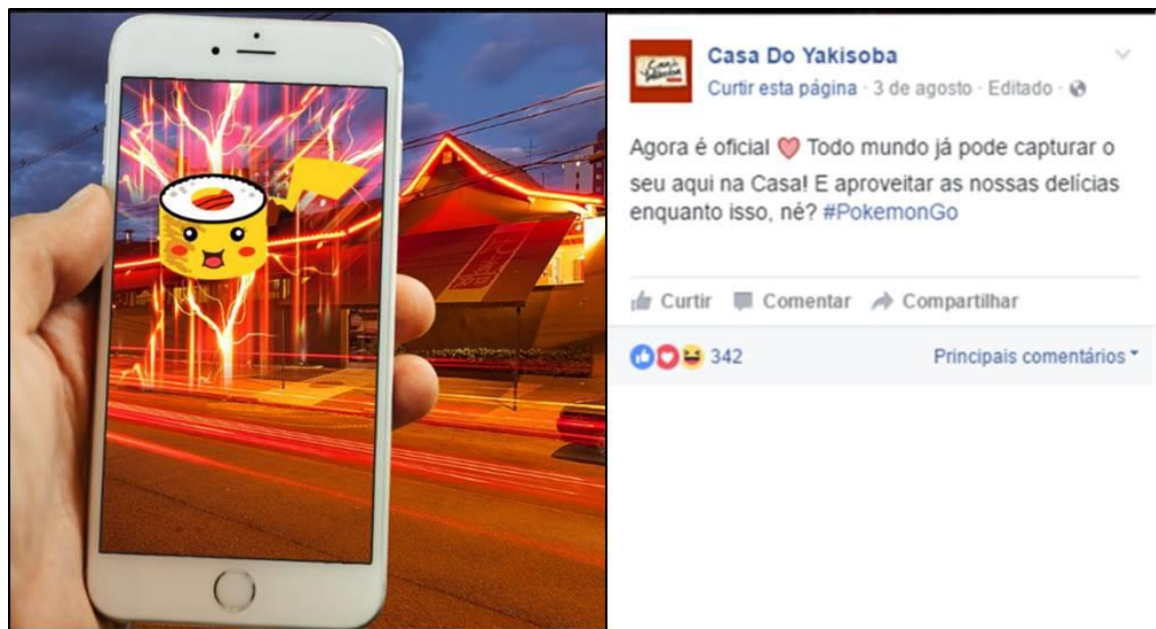 Casa Do Yakisoba
Curtir esta página · 3 de agosto · Editado ·
Agora é oficial ❤ Todo mundo já pode capturar o
seu aqui na Casa! E aproveitar as nossas delícias
enquanto isso, né? #PokemonGo
Curtir Comentar Compartilhar
342 Principais comentários